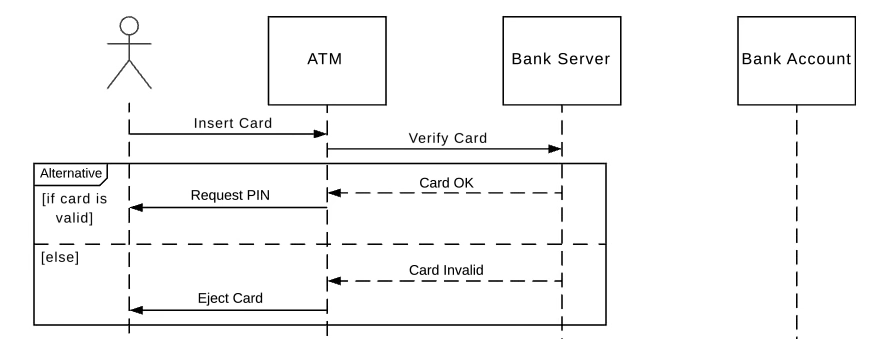 ATM
Bank Server
Bank Account
Insert Card
Verify Card
Alternative
Card OK
[if card is
valid]
Request PIN
[else]
Card Invalid
Eject Card